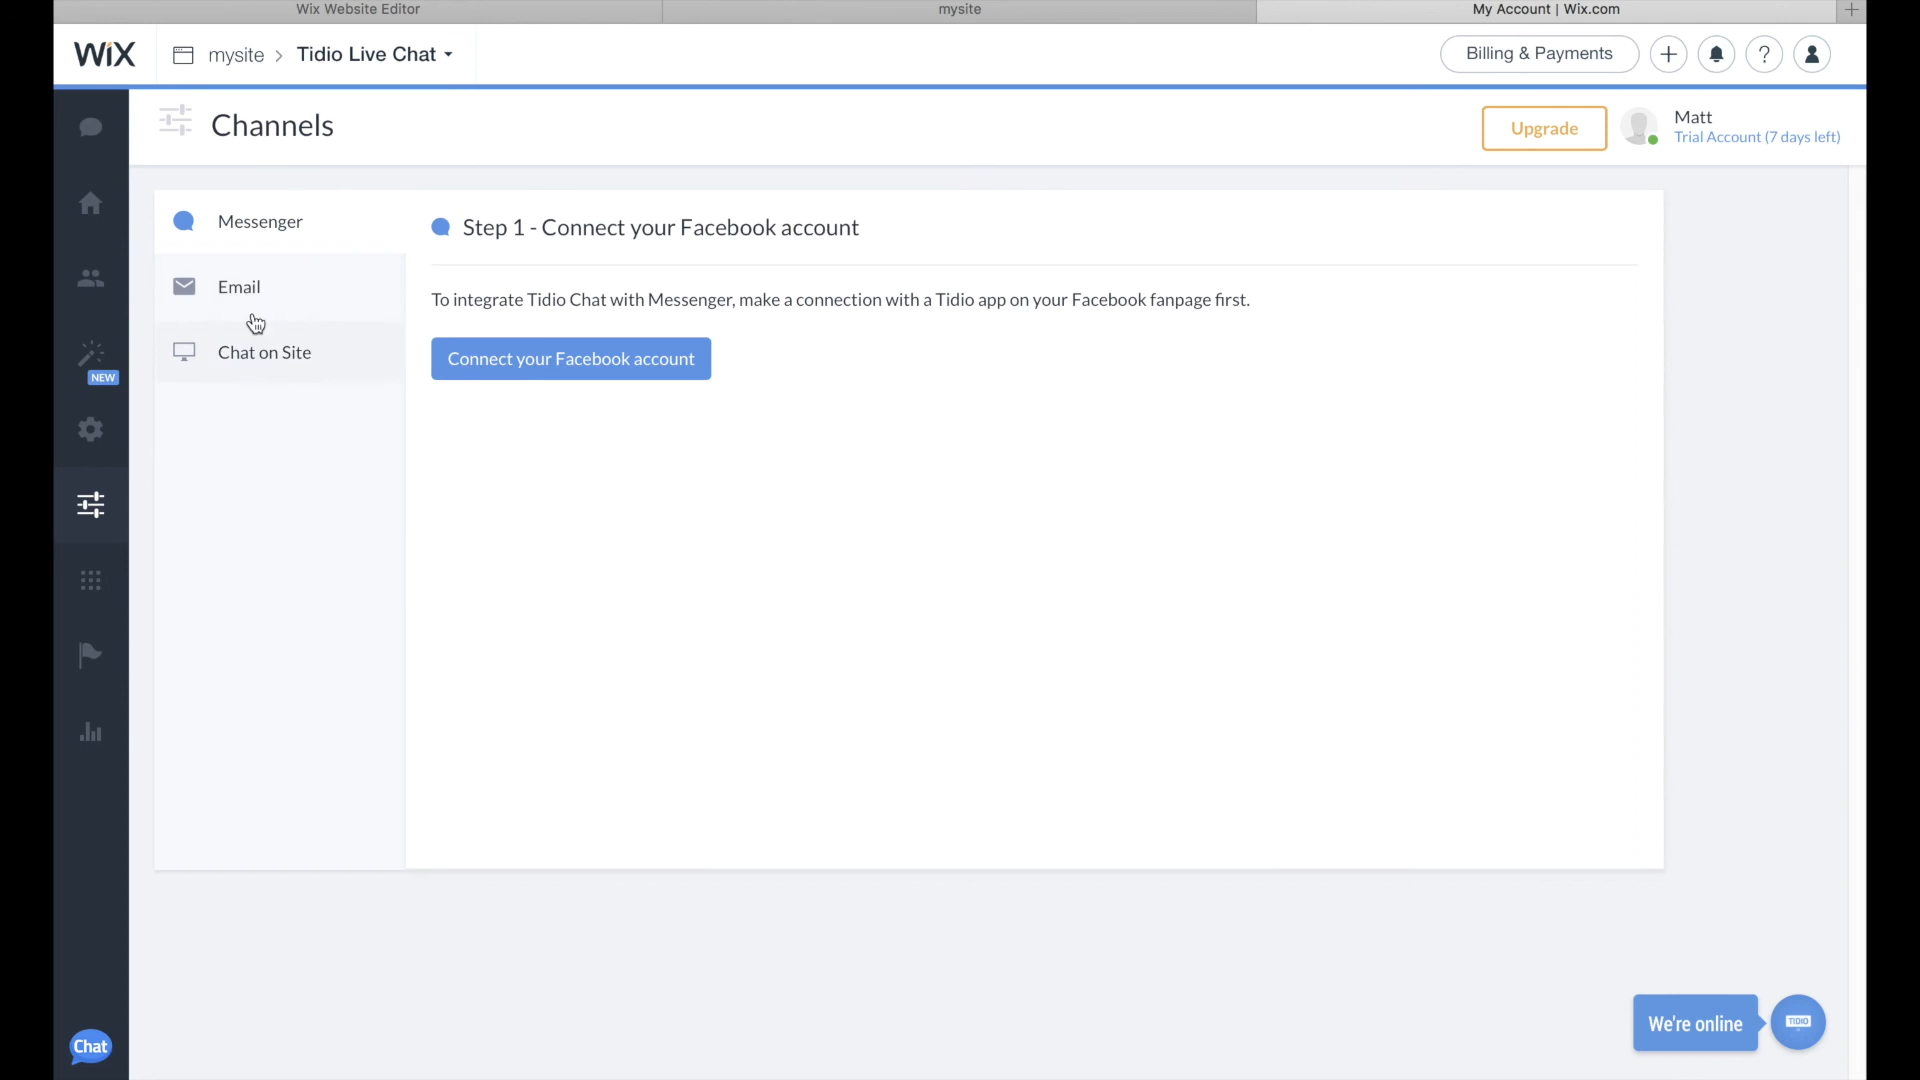 Wix Website Editor
mysite
My Account | Wix.com
WiX
mysite > Tidio Live Chat
Billing & Payments
?
Channels
Upgrade
Matt
Trial Account (7 days left)
Messenger
Email
Chat on Site
Step 1 - Connect your Facebook account
To integrate Tidio Chat with Messenger, make a connection with a Tidio app on your Facebook fanpage first.
Connect your Facebook account
NEW
Chat
We're online
TIDIO